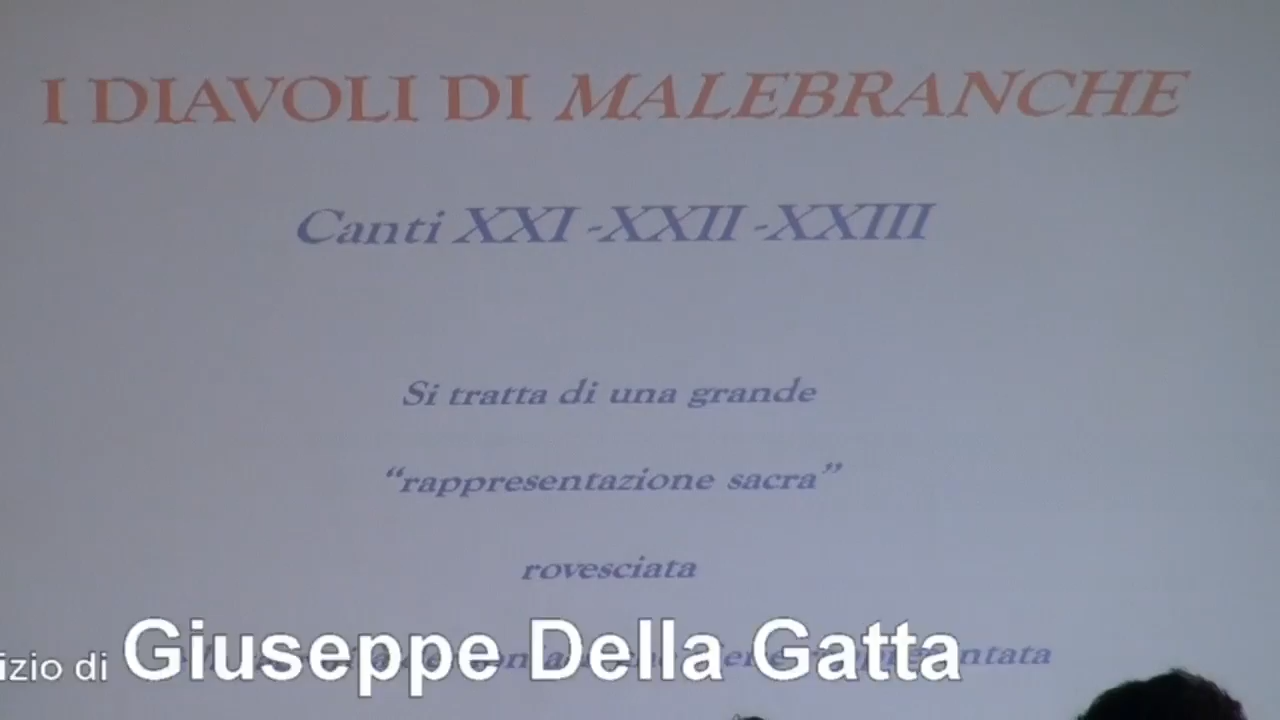 I DIAVOLI DI MALEBRANCHE
Canti XXI -XXII -XXIII
Si tratta di una grande
“rappresentazione sacra”
rovesciata
izio di Giuseppe Della Gatta